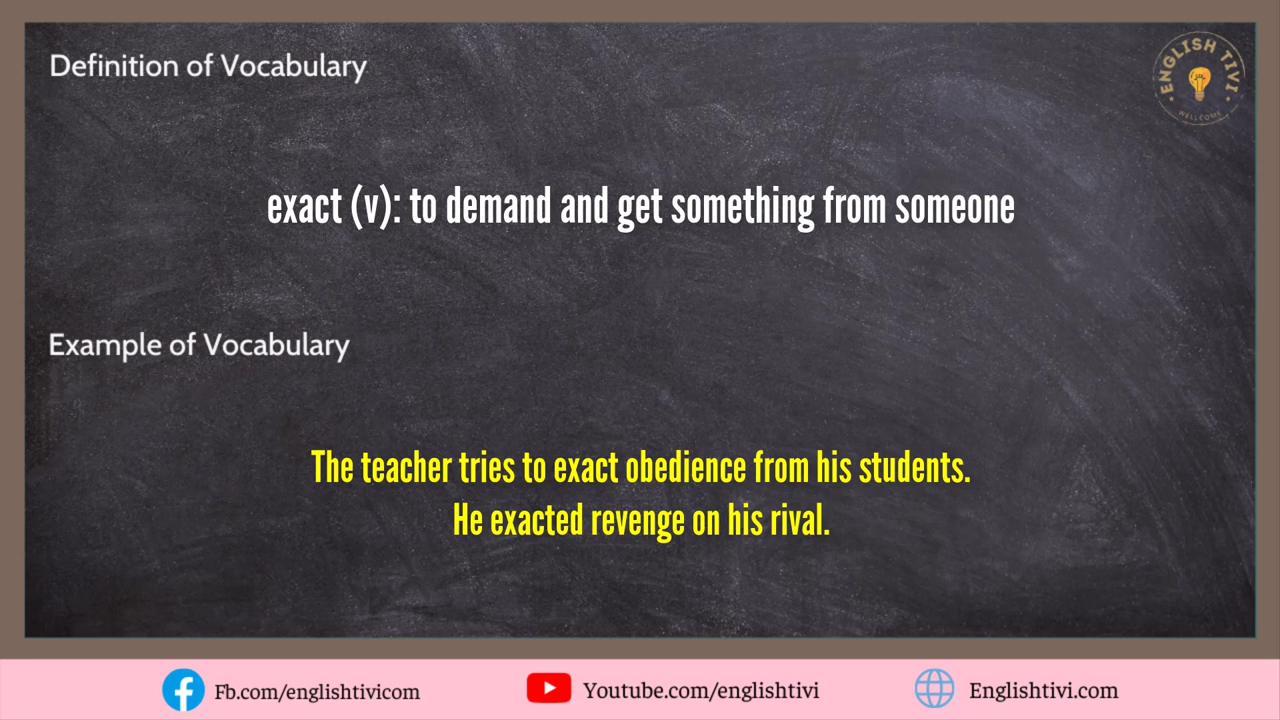 Definition of Vocabulary
ENGLISH TIVI
WELLCOME
exact (v): to demand and get something from someone
Example of Vocabulary
The teacher tries to exact obedience from his students.
He exacted revenge on his rival.
Fb.com/englishtivicom
Youtube.com/englishtivi
Englishtivi.com